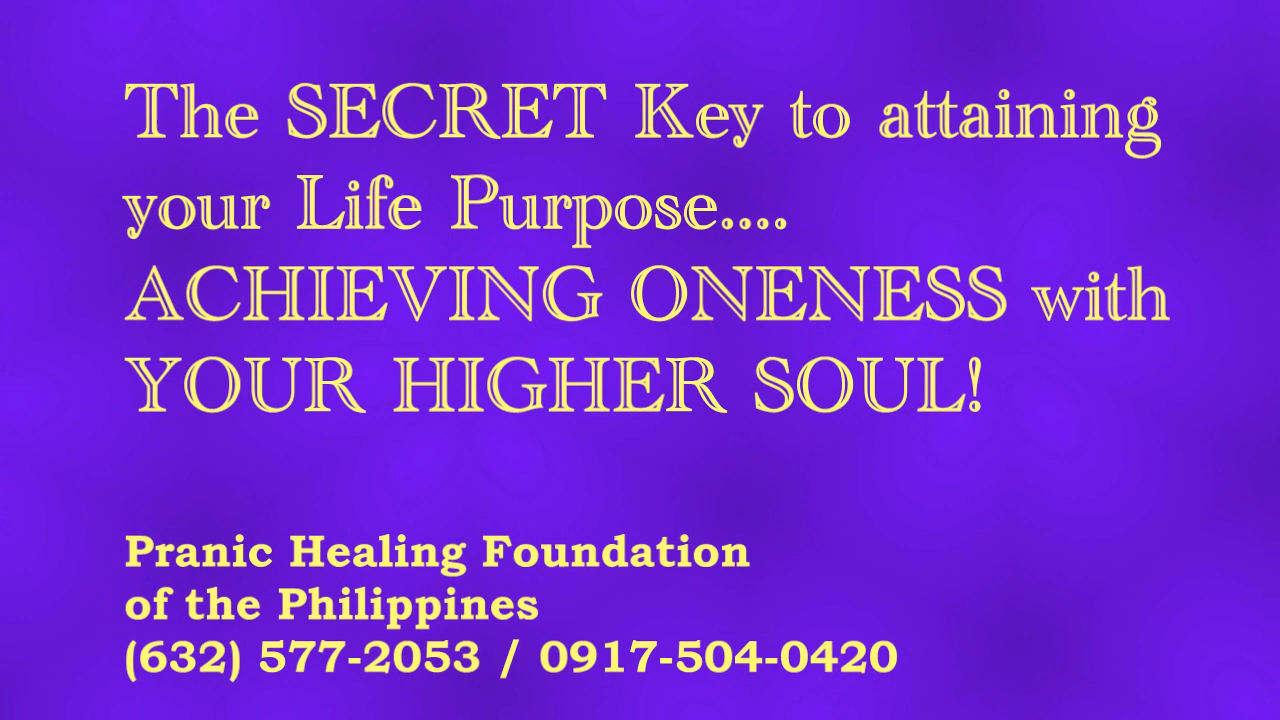 The SECRET Key to attaining
your Life Purpose....
ACHIEVING ONENESS with
YOUR HIGHER SOUL!
Pranic Healing Foundation
of the Philippines
(632) 577-2053 / 0917-504-0420